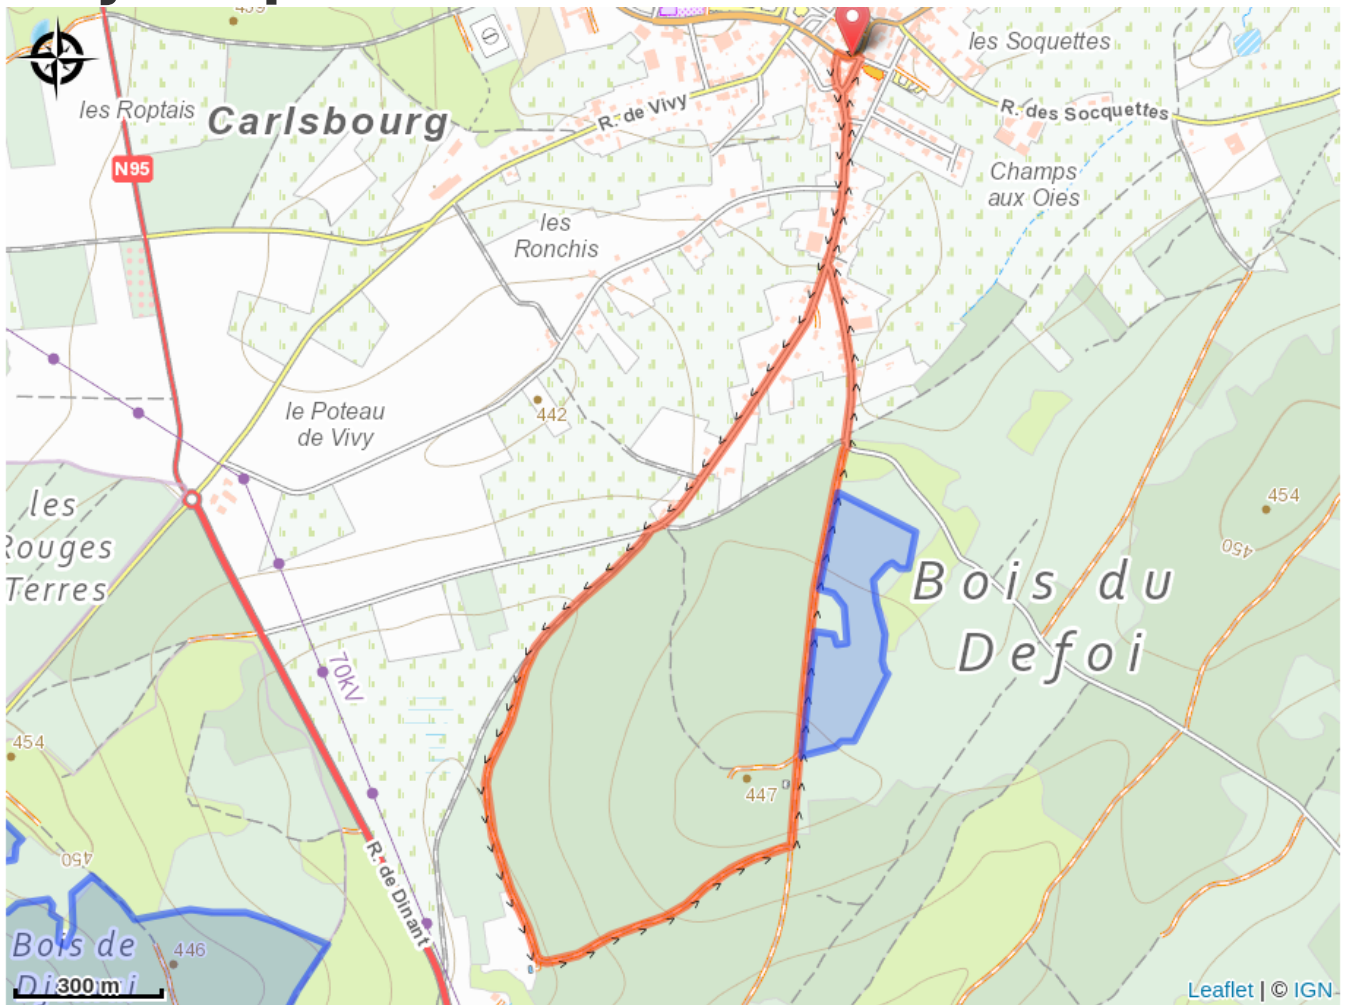 les Roptais
Carlsbourg
R. de Vivy
les Soquettes
R. des Socquettes
N95
Champs
aux Oies
les
Ronchis
le Poteau
de Vivy
442
les
Rouges
Terres
454
450
Bois du
Defoi
70kV
454
447
450
R. de Dinant
Bois de
446
300 m
Leaflet | © IGN